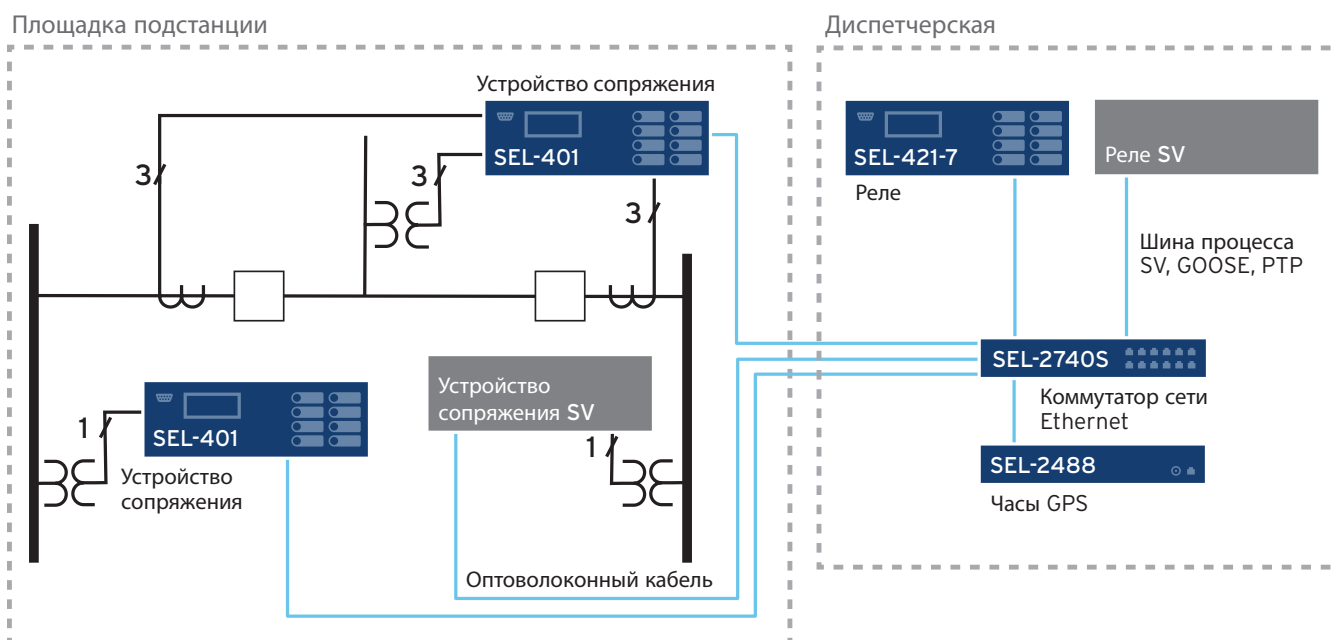 Площадка подстанции
Диспетчерская
Устройство сопряжения
SEL-401
3
3
3
SEL-421-7
Реле
Реле SV
Шина процесса
SV, GOOSE, PTP
SEL-2740S
Коммутатор сети
Ethernet
SEL-2488
Часы GPS
1
SEL-401
Устройство
сопряжения
Устройство
сопряжения SV
1
Оптоволоконный кабель